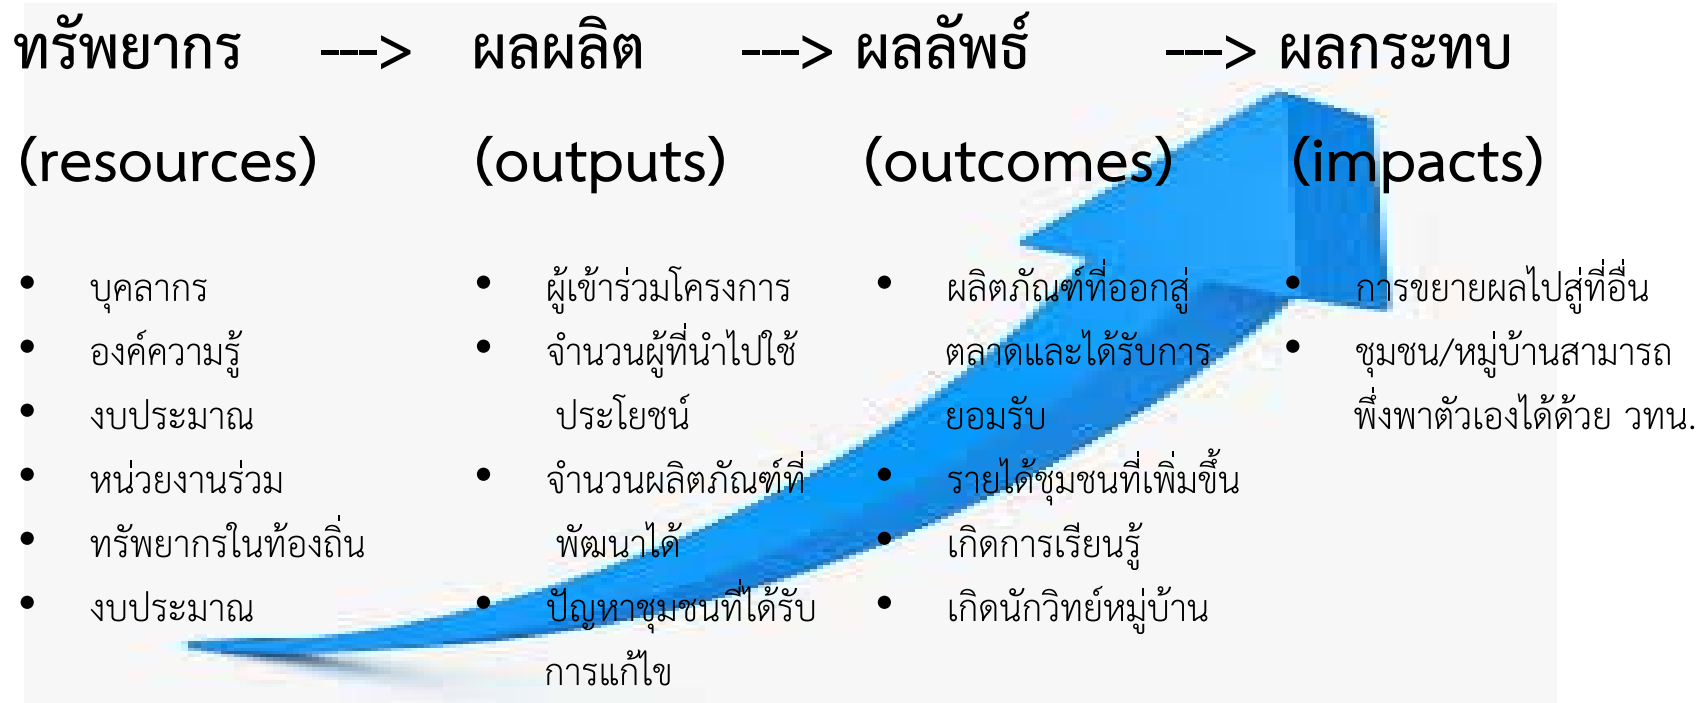 ทรัพยากร ---> ผลผลิต ---> ผลลัพธ์ ---> ผลกระทบ
(resources) (outputs) (outcomes) (impacts)
• บุคลากร
• องค์ความรู้
• งบประมาณ
• หน่วยงานร่วม
• ทรัพยากรในท้องถิ่น
• งบประมาณ
• ผู้เข้าร่วมโครงการ
• จำนวนผู้ที่นำไปใช้
ประโยชน์
• จำนวนผลิตภัณฑ์ที่
พัฒนาได้
• ปัญหาชุมชนที่ได้รับ
การแก้ไข
• ผลิตภัณฑ์ที่ออกสู่
ตลาดและได้รับการ
ยอมรับ
• รายได้ชุมชนที่เพิ่มขึ้น
• เกิดการเรียนรู้
• เกิดนักวิทย์หมู่บ้าน
• การขยายผลไปสู่ที่อื่น
• ชุมชน/หมู่บ้านสามารถ
พึ่งพาตัวเองได้ด้วย วทน.